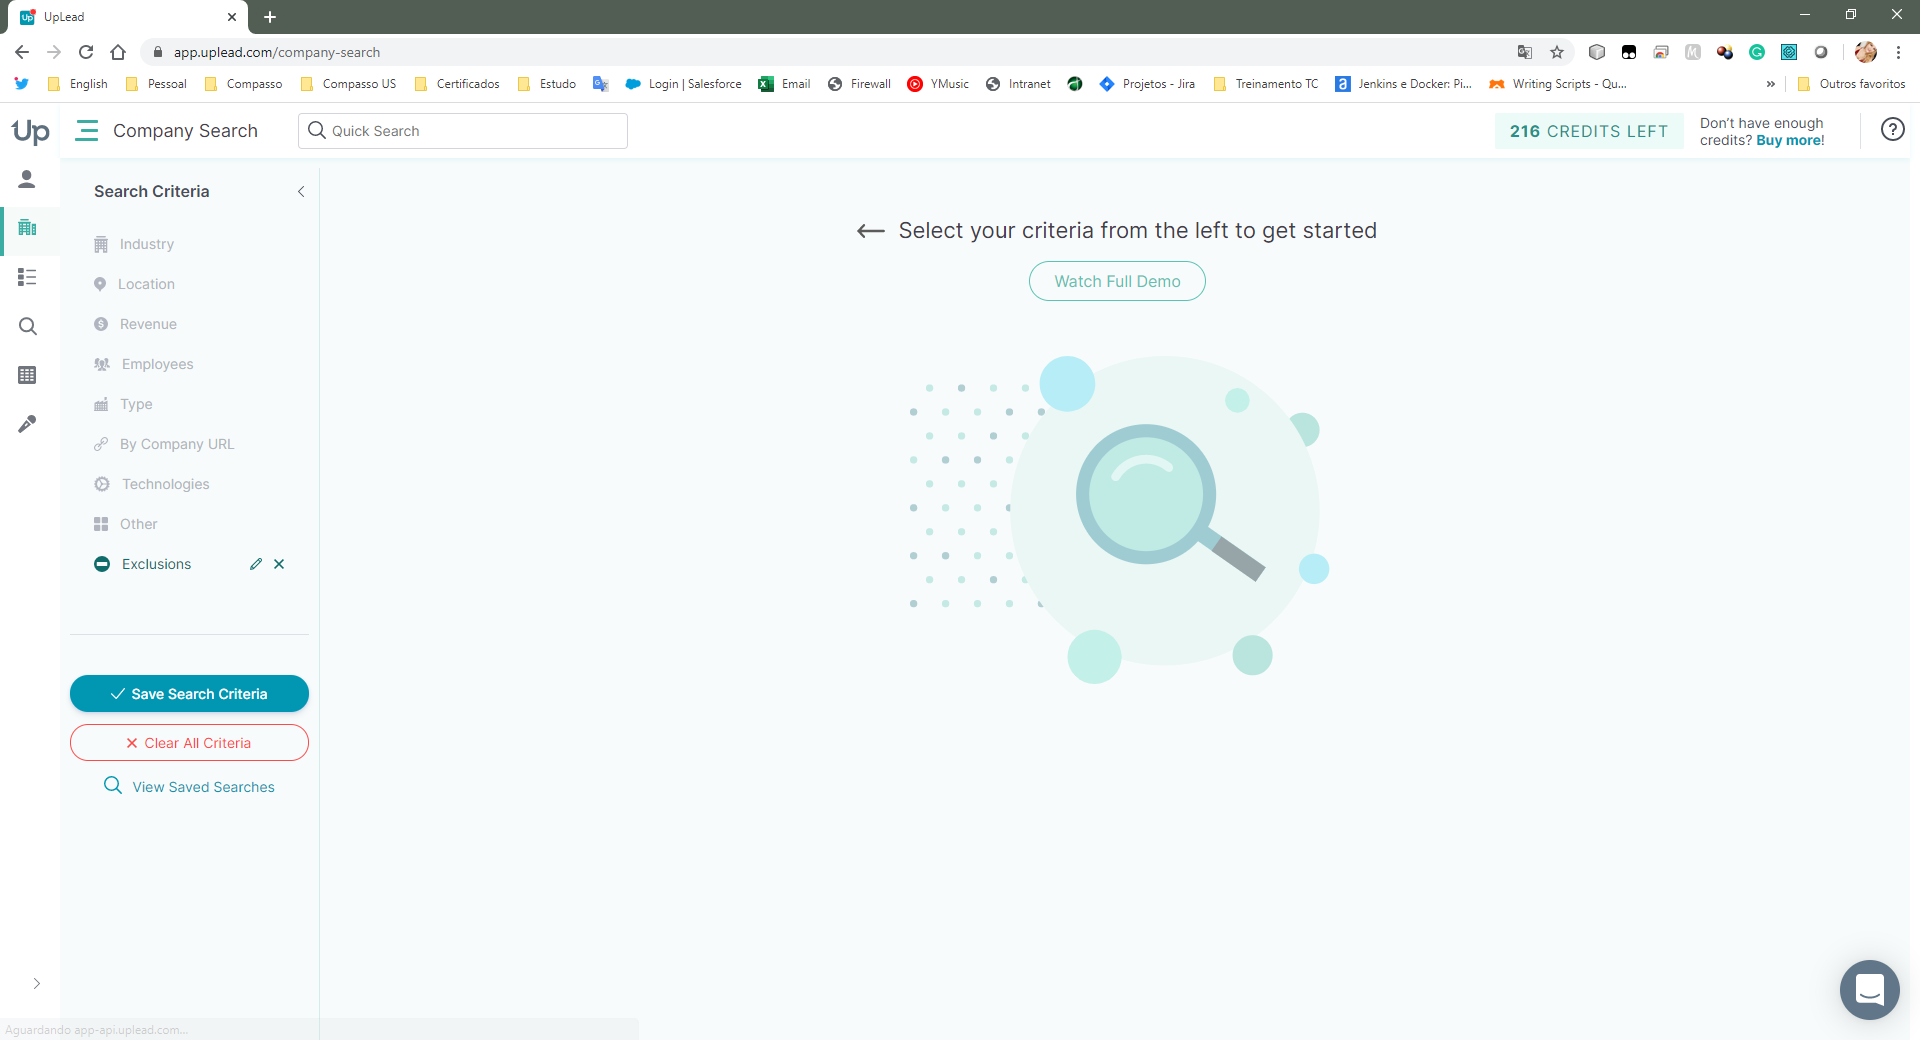 Up UpLead
app.uplead.com/company-search
English Pessoal Compasso Compasso US Certificados Estudo Login | Salesforce Email Firewall YMusic Intranet Projetos - Jira Treinamento TC Jenkins e Docker: Pi... Writing Scripts - Qu... » Outros favoritos
Up Company Search Quick Search 216 CREDITS LEFT
Don't have enough
credits? Buy more!
Search Criteria
Industry
Location
Revenue
Employees
Type
By Company URL
Technologies
Other
Exclusions
Save Search Criteria
Clear All Criteria
View Saved Searches
Select your criteria from the left to get started
Watch Full Demo
Aguardando app-api.uplead.com...